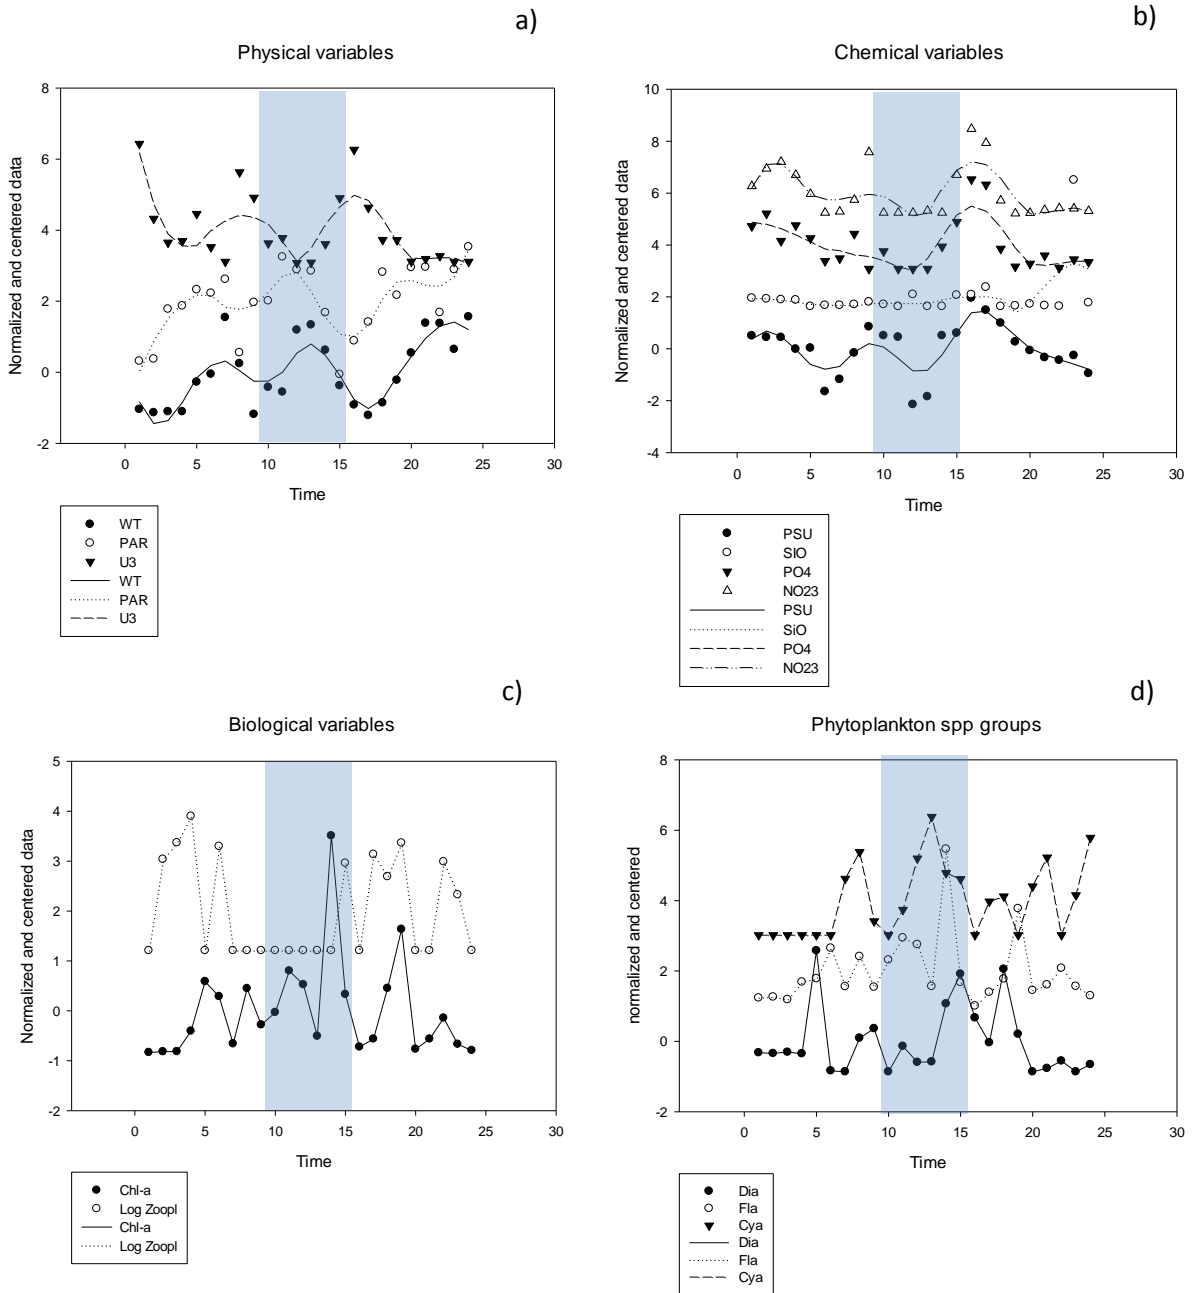 a)
Physical variables
Normalized and centered data
8
6
4
2
0
-2
0 5 10 15 20 25 30
Time
WT
PAR
U3
WT
PAR
U3
b)
Chemical variables
Normalized and centered data
10
8
6
4
2
0
-2
-4
0 5 10 15 20 25 30
Time
PSU
SIO
PO4
NO23
PSU
SiO
PO4
NO23
c)
Biological variables
Normalized and centered data
5
4
3
2
1
0
-1
-2
0 5 10 15 20 25 30
Time
Chl-a
Log Zoopl
Chl-a
Log Zoopl
d)
Phytoplankton spp groups
normalized and centered
8
6
4
2
0
-2
0 5 10 15 20 25 30
Time
Dia
Fla
Cya
Dia
Fla
Cya